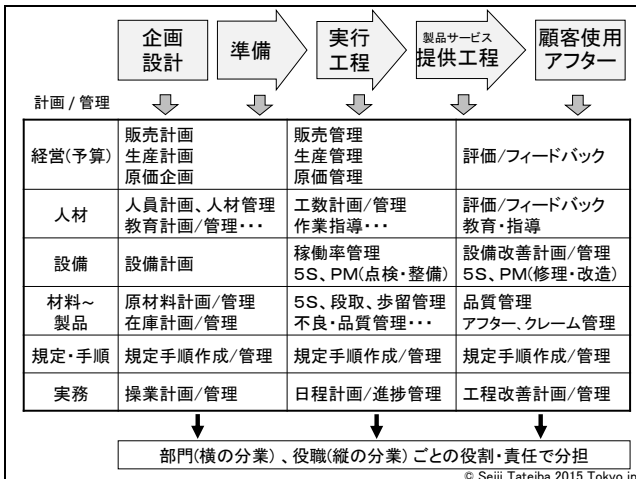 企画
設計
準備
実行
工程
製品サービス
提供工程
顧客使用
アフター
計画 / 管理
経営(予算)
販売計画
生産計画
原価企画
販売管理
生産管理
原価管理
評価/フィードバック
人材
人員計画、人材管理
教育計画/管理・・・
工数計画/管理
作業指導・・・
評価/フィードバック
教育・指導
設備
設備計画
稼働率管理
5S、PM(点検・整備)
設備改善計画/管理
5S、PM(修理・改造)
材料~
製品
原材料計画/管理
在庫計画/管理
5S、段取、歩留管理
不良・品質管理・・・
品質管理
アフター、クレーム管理
規定・手順
規定手順作成/管理
規定手順作成/管理
規定手順作成/管理
実務
操業計画/管理
日程計画/進捗管理
工程改善計画/管理
部門(横の分業)、役職(縦の分業)ごとの役割・責任で分担
© Seiji Tateiba 2015 Tokyo.jp